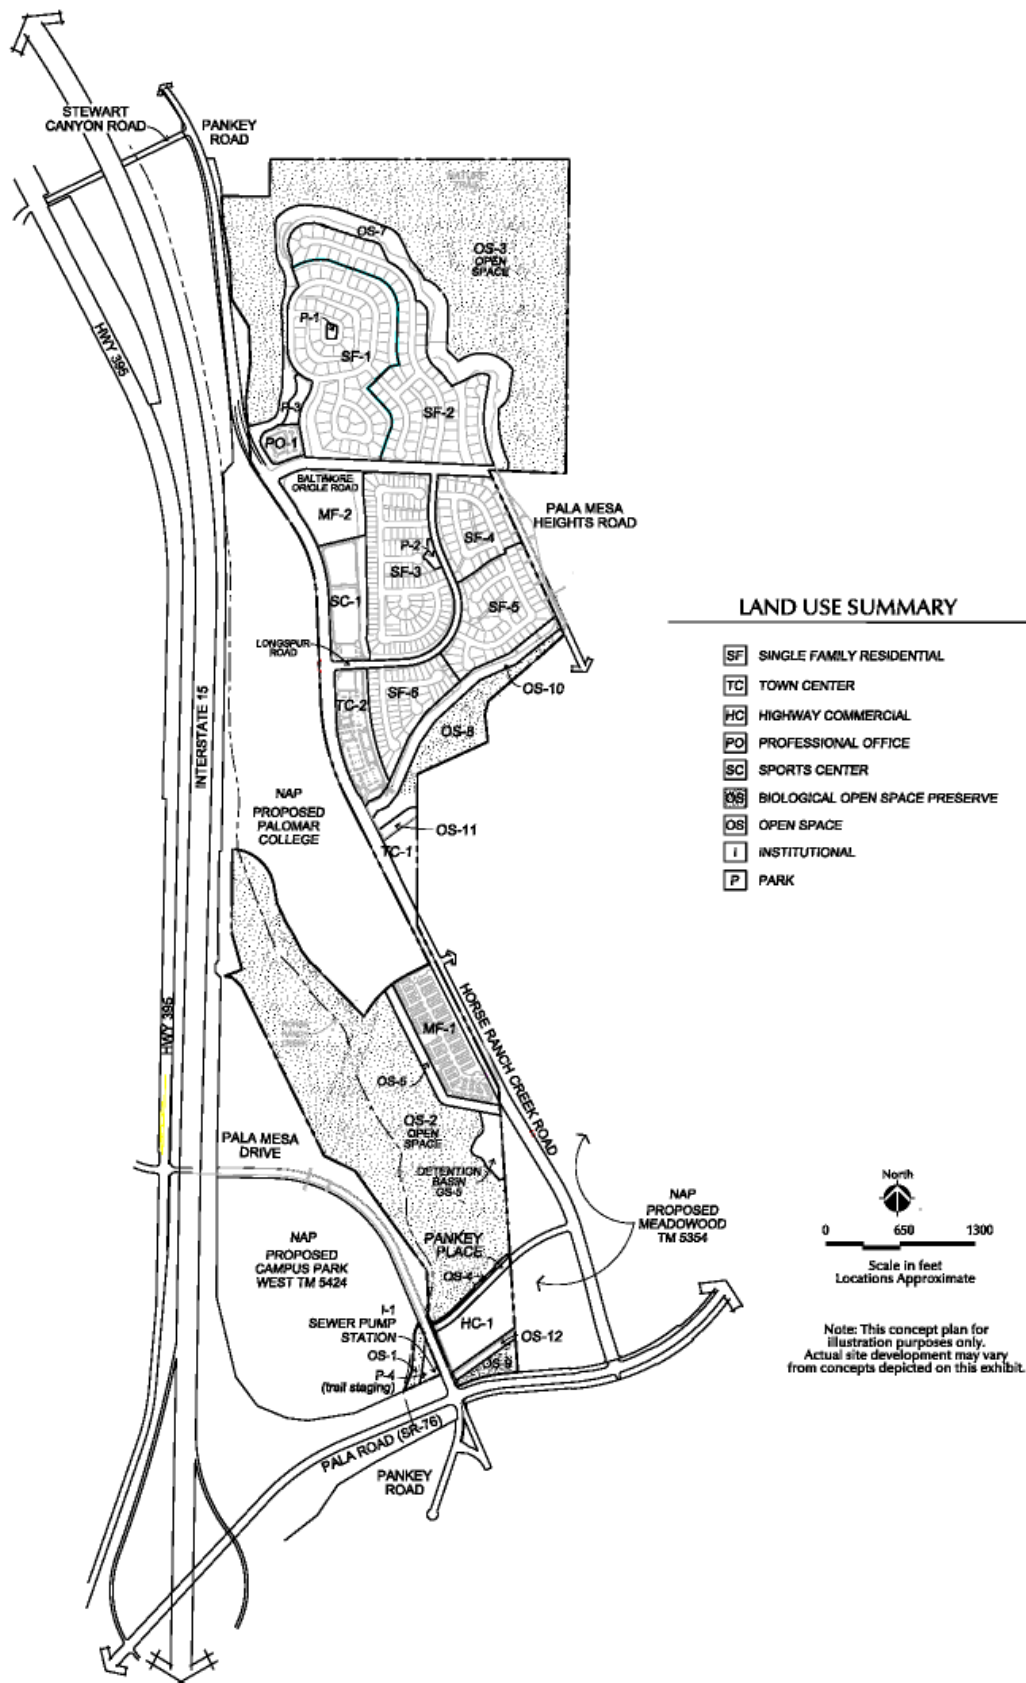 STEWART
CANYON ROAD
PANKEY
ROAD
OS-7
OS-3
OPEN
SPACE
P-1
HWY 395
SF-1
P-3
SF-2
PO-1
BALTIMORE
ORIOLE ROAD
MF-2
PALA MESA
HEIGHTS ROAD
SF-4
P-2
SF-3
SC-1
SF-5
LAND USE SUMMARY
SF SINGLE FAMILY RESIDENTIAL
TC TOWN CENTER
HC HIGHWAY COMMERCIAL
PO PROFESSIONAL OFFICE
SC SPORTS CENTER
OS BIOLOGICAL OPEN SPACE PRESERVE
OS OPEN SPACE
I INSTITUTIONAL
P PARK
LONGSPUR
ROAD
SF-6
OS-10
TC-2
OS-8
INTERSTATE 15
NAP
PROPOSED
PALOMAR
COLLEGE
OS-11
TC-1
HWY 395
MF-1
HORSE RANCH CREEK ROAD
OS-6
OS-2
OPEN
SPACE
PALA MESA
DRIVE
DETENTION
BASIN
OS-5
NAP
PROPOSED
MEADOWOOD
TM 5354
North
0 650 1300
Scale in feet
Locations Approximate
NAP
PROPOSED
CAMPUS PARK
WEST TM 5424
PANKEY
PLACE
OS-4
I-1
SEWER PUMP
STATION
HC-1
OS-12
OS-1
OS-9
P-4
(trail staging)
Note: This concept plan for
illustration purposes only.
Actual site development may vary
from concepts depicted on this exhibit.
PALA ROAD (SR-76)
PANKEY
ROAD